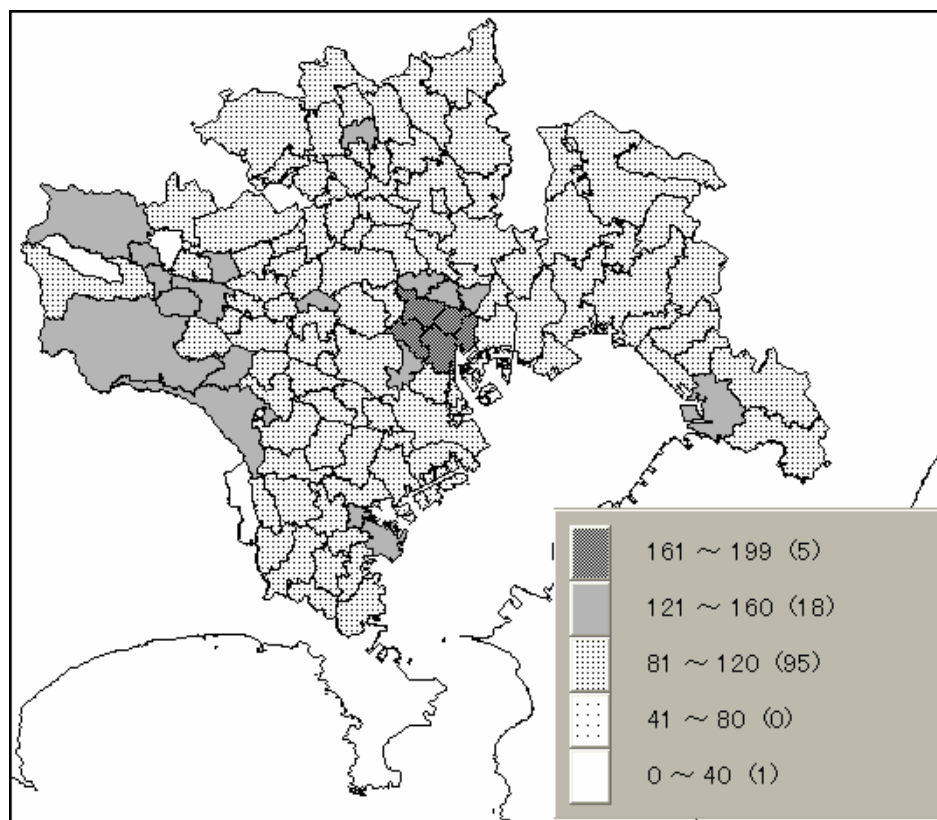 161 ～ 199 (5)
121 ～ 160 (18)
81 ～ 120 (95)
41 ～ 80 (0)
0 ～ 40 (1)